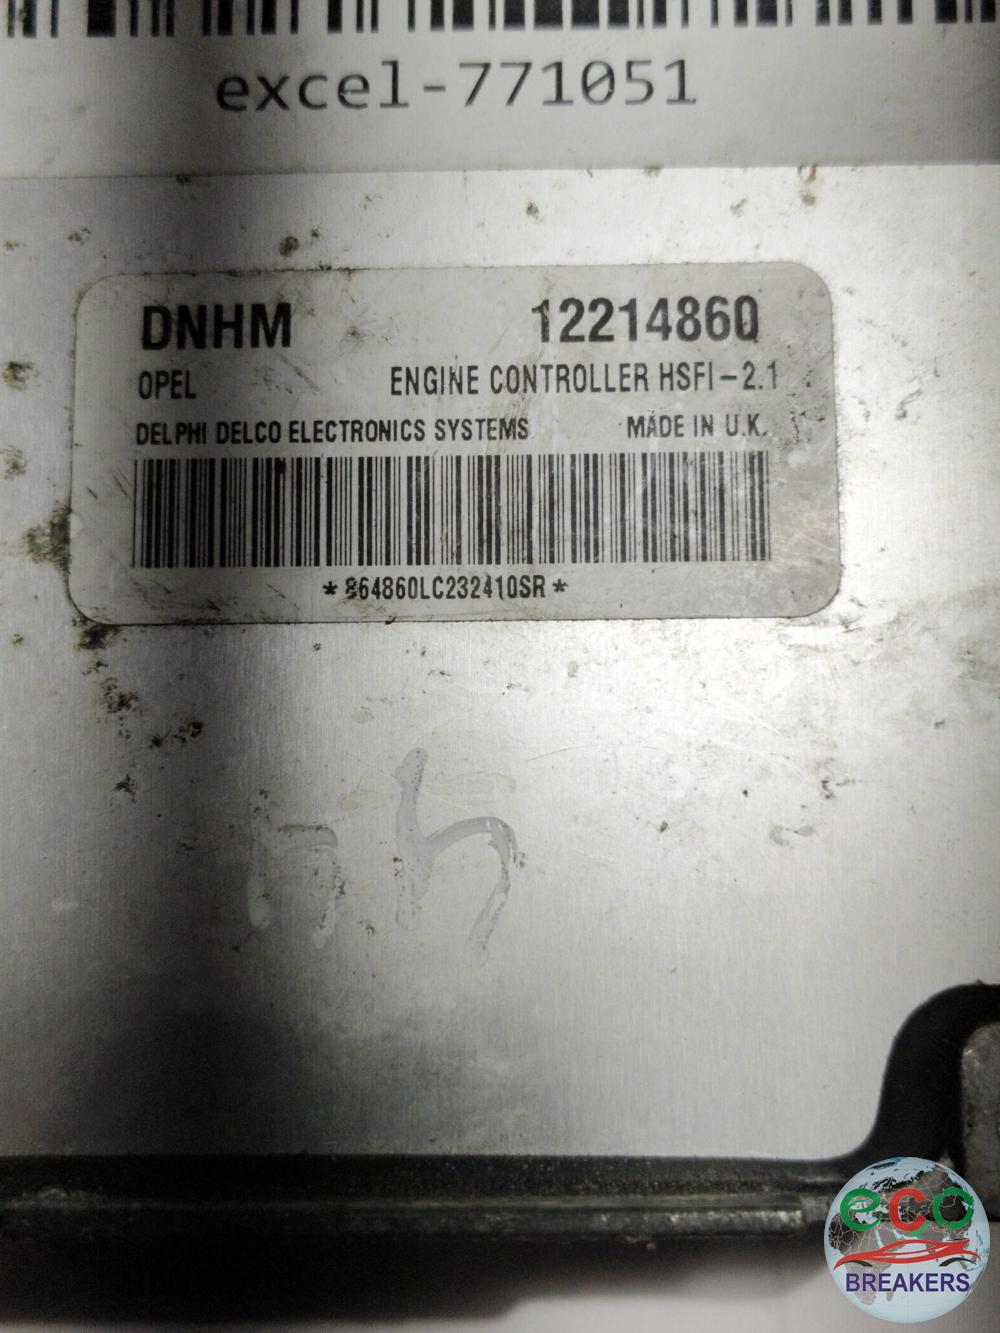 excel-771051
DNHM 12214860
OPEL ENGINE CONTROLLER HSFI-2.1
DELPHI DELCO ELECTRONICS SYSTEMS MADE IN U.K.
*864860LC232410SR*
eco
BREAKERS